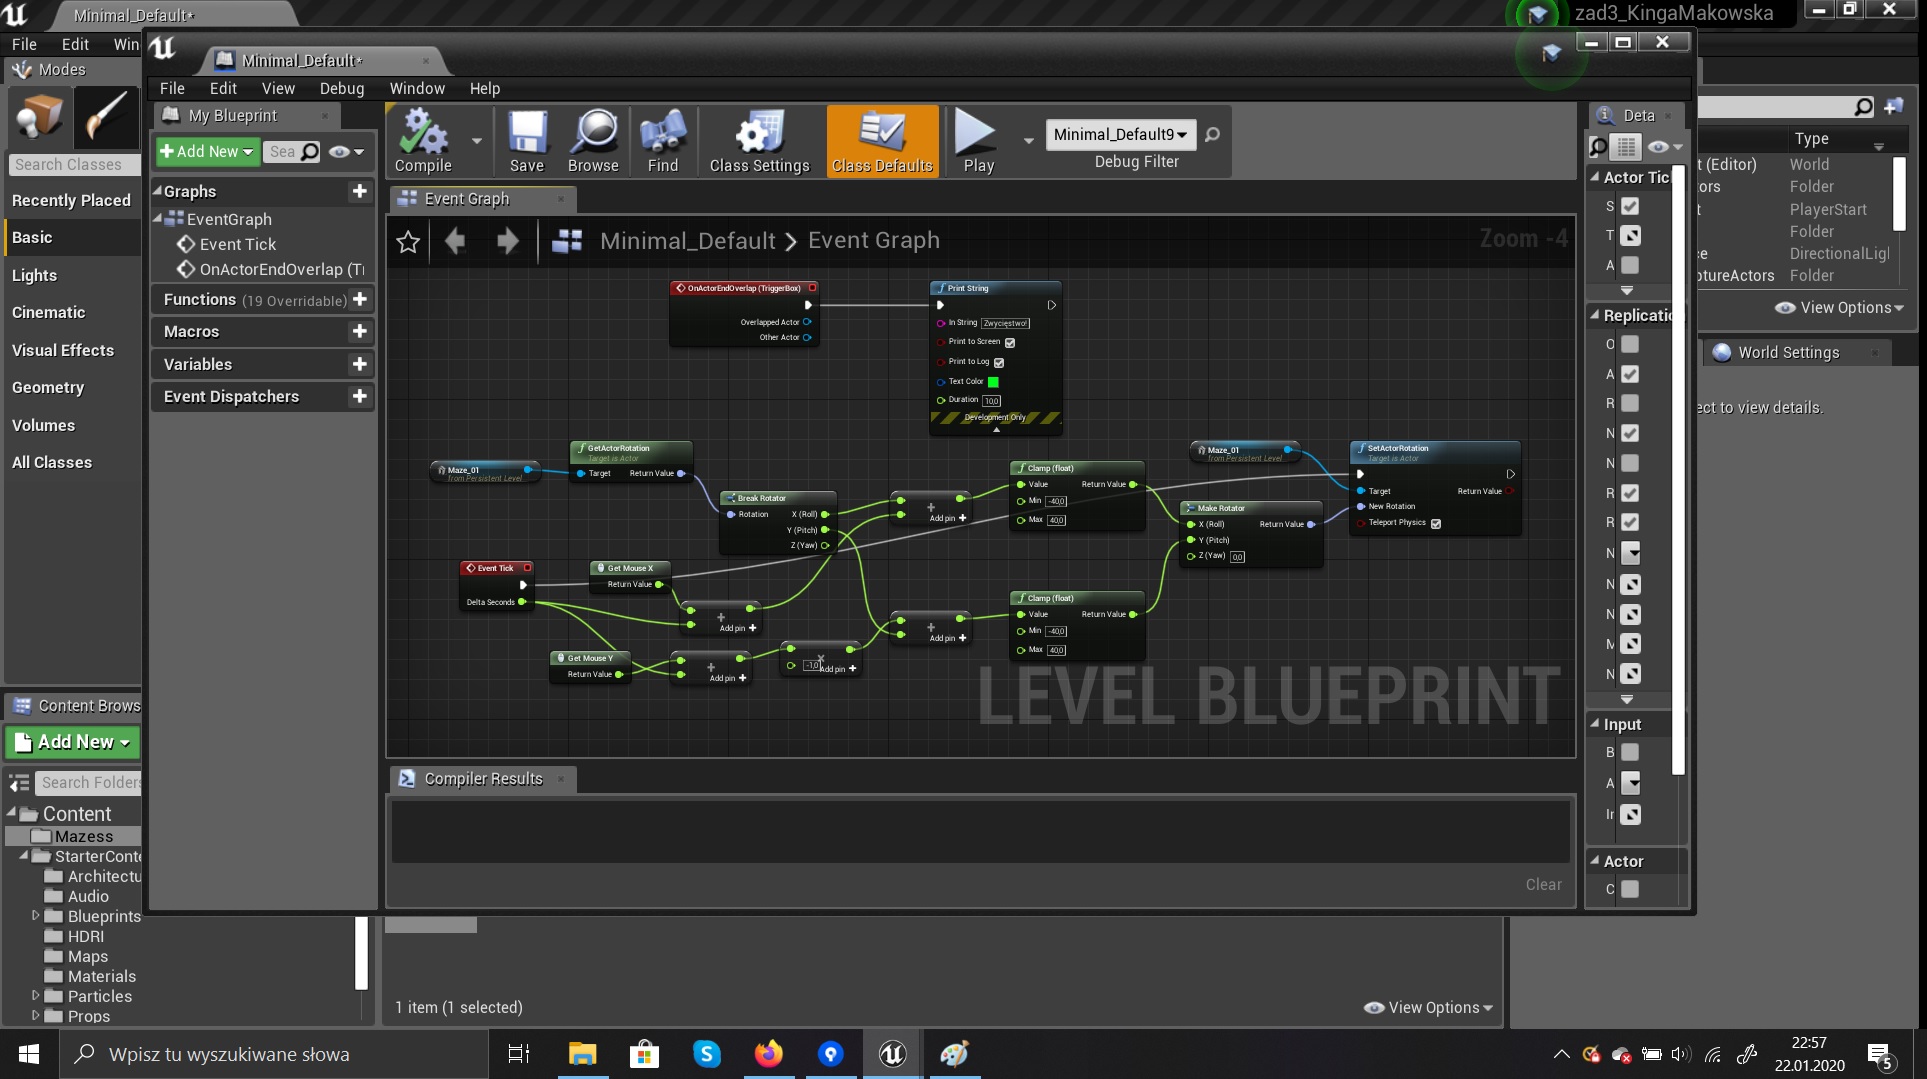 Minimal_Default*
zad3_KingaMakowska
File Edit Win
Modes
Search Classes
Recently Placed
Basic
Lights
Cinematic
Visual Effects
Geometry
Volumes
All Classes
Minimal_Default*
File Edit View Debug Window Help
My Blueprint
Add New
Sea
Graphs
EventGraph
Event Tick
OnActorEndOverlap (Tr
Functions (19 Overridable)
Macros
Variables
Event Dispatchers
Compile
Save
Browse
Find
Class Settings
Class Defaults
Play
Minimal_Default9
Debug Filter
Event Graph
Minimal_Default > Event Graph
Zoom -4
OnActorEndOverlap (TriggerBox)
Overlapped Actor
Other Actor
Print String
In String Zwycięstwo!
Print to Screen
Print to Log
Text Color
Duration 10,0
Development Only
Maze_01
from Persistent Level
GetActorRotation
Target is Actor
Target Return Value
Break Rotator
Rotation X (Roll)
Y (Pitch)
Z (Yaw)
Add pin +
Clamp (float)
Value Return Value
Min -40,0
Max 40,0
Maze_01
from Persistent Level
SetActorRotation
Target is Actor
Target Return Value
New Rotation
Teleport Physics
Make Rotator
X (Roll) Return Value
Y (Pitch)
Z (Yaw) 0,0
Event Tick
Delta Seconds
Get Mouse X
Return Value
Add pin +
Get Mouse Y
Return Value
Add pin +
-1,0 Add pin +
Add pin +
Clamp (float)
Value Return Value
Min -40,0
Max 40,0
LEVEL BLUEPRINT
Compiler Results
Clear
Deta
Actor Tic
S
T
A
Replicatio
O
A
R
N
N
R
R
N
N
N
M
N
Input
B
A
Ir
Actor
C
Type
t (Editor) World
ors Folder
t PlayerStart
Folder
ce DirectionalLigl
ptureActors Folder
View Options
World Settings
ect to view details.
Content Brows
Add New
Search Folders
Content
Mazess
StarterConte
Architectu
Audio
Blueprints
HDRI
Maps
Materials
Particles
Props
1 item (1 selected)
View Options
Wpisz tu wyszukiwane słowa
22:57
22.01.2020
5